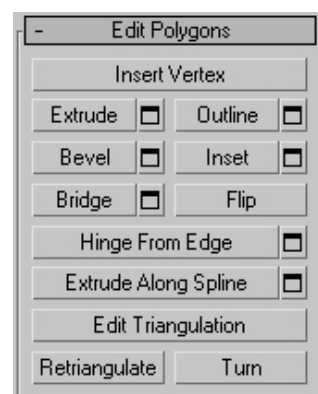 - Edit Polygons
Insert Vertex
Extrude Outline
Bevel Inset
Bridge Flip
Hinge From Edge
Extrude Along Spline
Edit Triangulation
Retriangulate Turn